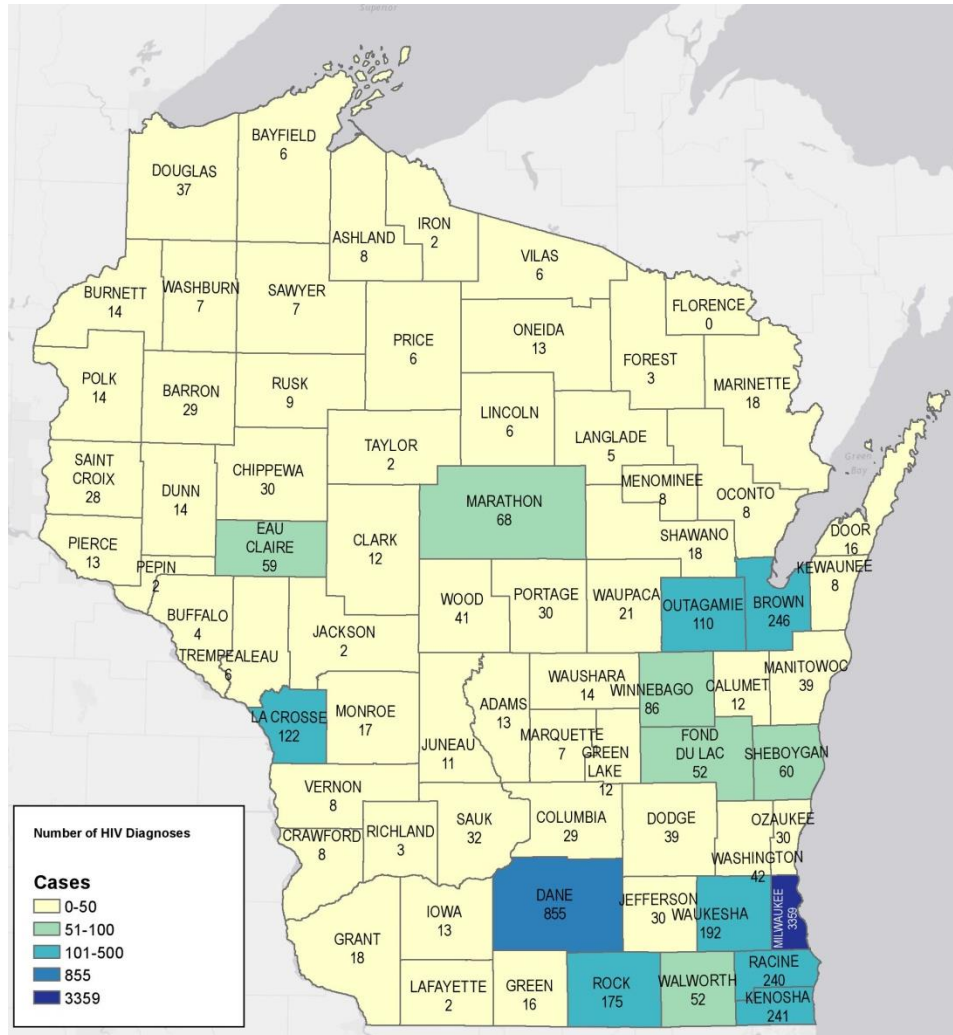 Superior
BAYFIELD
6
DOUGLAS
37
IRON
2
ASHLAND
8
VILAS
6
WASHBURN
7
SAWYER
7
BURNETT
14
FLORENCE
0
ONEIDA
13
PRICE
6
FOREST
3
POLK
14
BARRON
29
RUSK
9
MARINETTE
18
LINCOLN
6
LANGLADE
5
TAYLOR
2
SAINT
CROIX
28
CHIPPEWA
30
DUNN
14
MENOMINEE
8
OCONTO
8
Green
Bay
MARATHON
68
EAU
CLAIRE
59
CLARK
12
SHAWANO
18
DOOR
16
PIERCE
13
PEPIN
2
KEWAUNEE
8
WOOD
41
PORTAGE
30
WAUPACA
21
OUTAGAMIE
110
BROWN
246
BUFFALO
4
JACKSON
2
TREMPEALEAU
6
WAUSHARA
14
WINNEBAGO
86
CALUMET
12
MANITOWOC
39
LA CROSSE
122
MONROE
17
ADAMS
13
JUNEAU
11
MARQUETTE
7
GREEN
LAKE
12
FOND
DU LAC
52
SHEBOYGAN
60
VERNON
8
CRAWFORD
8
RICHLAND
3
SAUK
32
COLUMBIA
29
DODGE
39
OZAUKEE
30
WASHINGTON
42
DANE
855
JEFFERSON
30
WAUKESHA
192
MILWAUKEE
3359
IOWA
13
GRANT
18
LAFAYETTE
2
GREEN
16
ROCK
175
WALWORTH
52
RACINE
240
KENOSHA
241
Number of HIV Diagnoses
Cases
0-50
51-100
101-500
855
3359